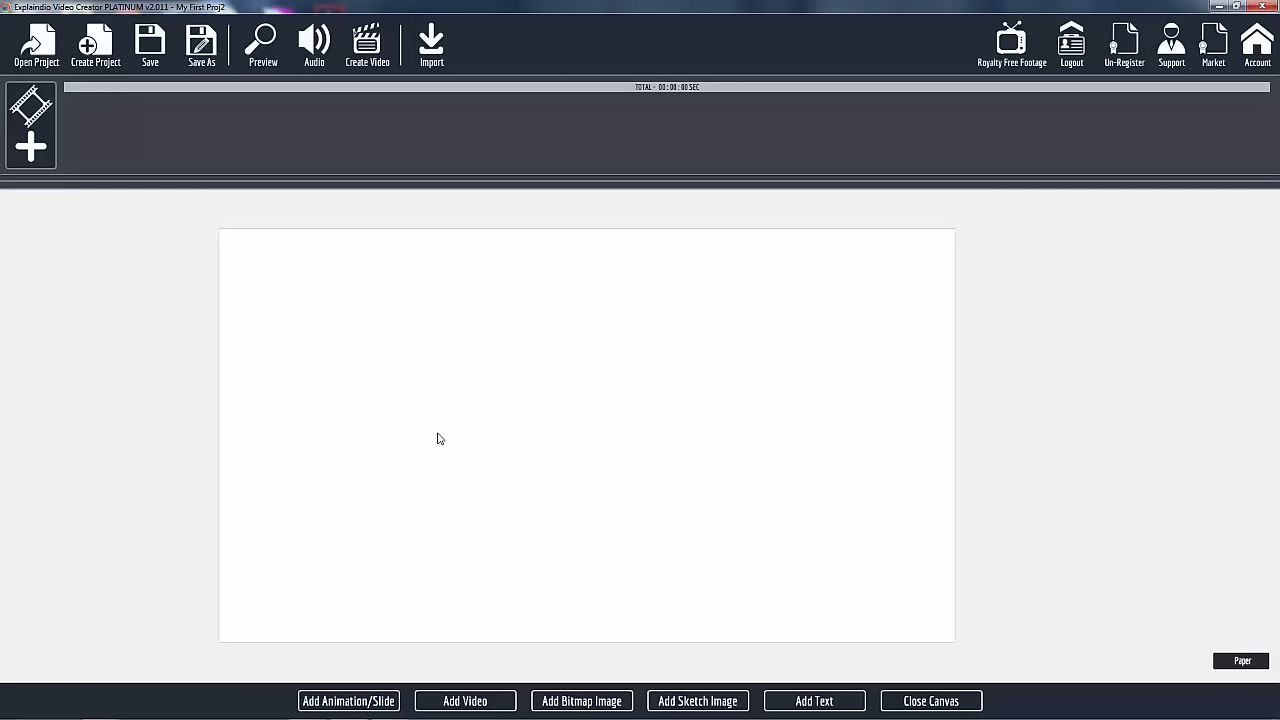 Explaindio Video Creator PLATINUM v2.011 - My First Proj2
Open Project
Create Project
Save
Save As
Preview
Audio
Create Video
Import
Royalty Free Footage
Logout
Un-Register
Support
Market
Account
TOTAL - 00 : 00 : 00 SEC
Paper
Add Animation/Slide
Add Video
Add Bitmap Image
Add Sketch Image
Add Text
Close Canvas